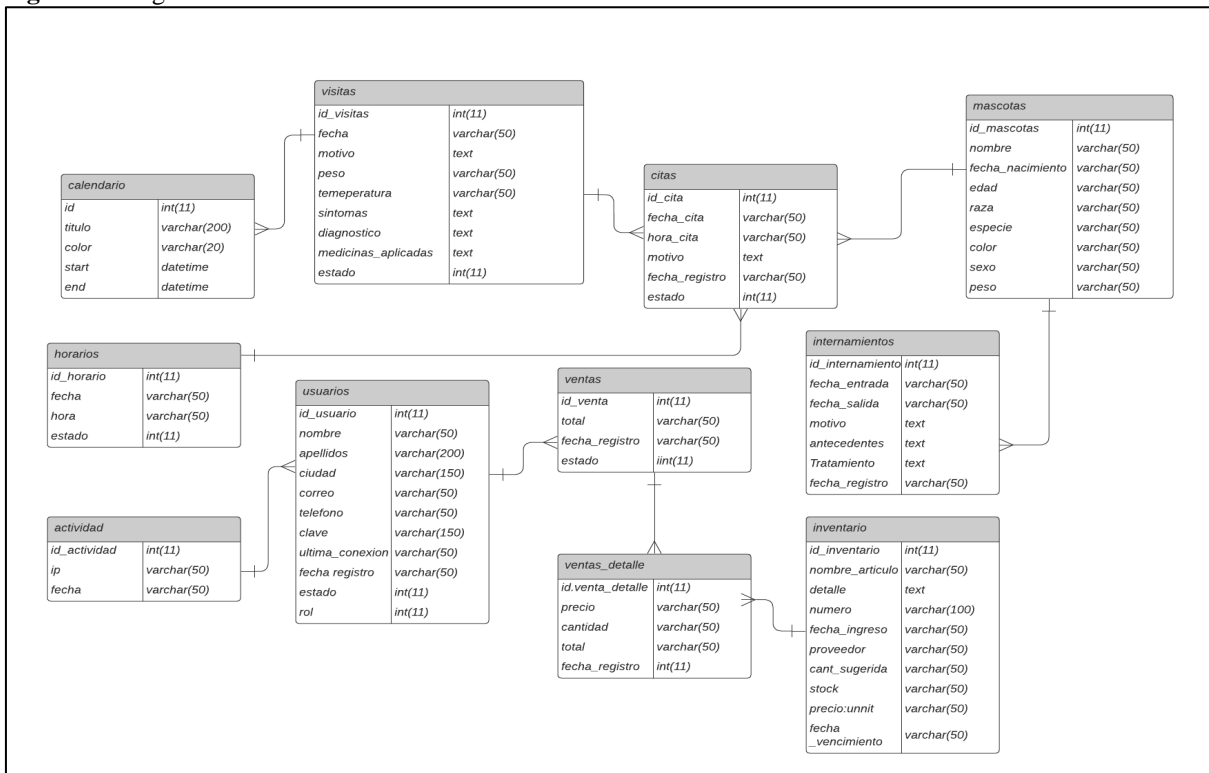 visitas
id_visitas int(11)
fecha varchar(50)
motivo text
peso varchar(50)
temeperatura varchar(50)
sintomas text
diagnostico text
medicinas_aplicadas text
estado int(11)
mascotas
id_mascotas int(11)
nombre varchar(50)
fecha_nacimiento varchar(50)
edad varchar(50)
raza varchar(50)
especie varchar(50)
color varchar(50)
sexo varchar(50)
peso varchar(50)
calendario
id int(11)
titulo varchar(200)
color varchar(20)
start datetime
end datetime
citas
id_cita int(11)
fecha_cita varchar(50)
hora_cita varchar(50)
motivo text
fecha_registro varchar(50)
estado int(11)
horarios
id_horario int(11)
fecha varchar(50)
hora varchar(50)
estado int(11)
usuarios
id_usuario int(11)
nombre varchar(50)
apellidos varchar(200)
ciudad varchar(150)
correo varchar(50)
telefono varchar(50)
clave varchar(150)
ultima_conexion varchar(50)
fecha registro varchar(50)
estado int(11)
rol int(11)
ventas
id_venta int(11)
total varchar(50)
fecha_registro varchar(50)
estado iint(11)
internamientos
id_internamiento int(11)
fecha_entrada varchar(50)
fecha_salida varchar(50)
motivo text
antecedentes text
Tratamiento text
fecha_registro varchar(50)
actividad
id_actividad int(11)
ip varchar(50)
fecha varchar(50)
ventas_detalle
id.venta_detalle int(11)
precio varchar(50)
cantidad varchar(50)
total varchar(50)
fecha_registro int(11)
inventario
id_inventario int(11)
nombre_articulo varchar(50)
detalle text
numero varchar(100)
fecha_ingreso varchar(50)
proveedor varchar(50)
cant_sugerida varchar(50)
stock varchar(50)
precio:unnit varchar(50)
fecha
_vencimiento varchar(50)